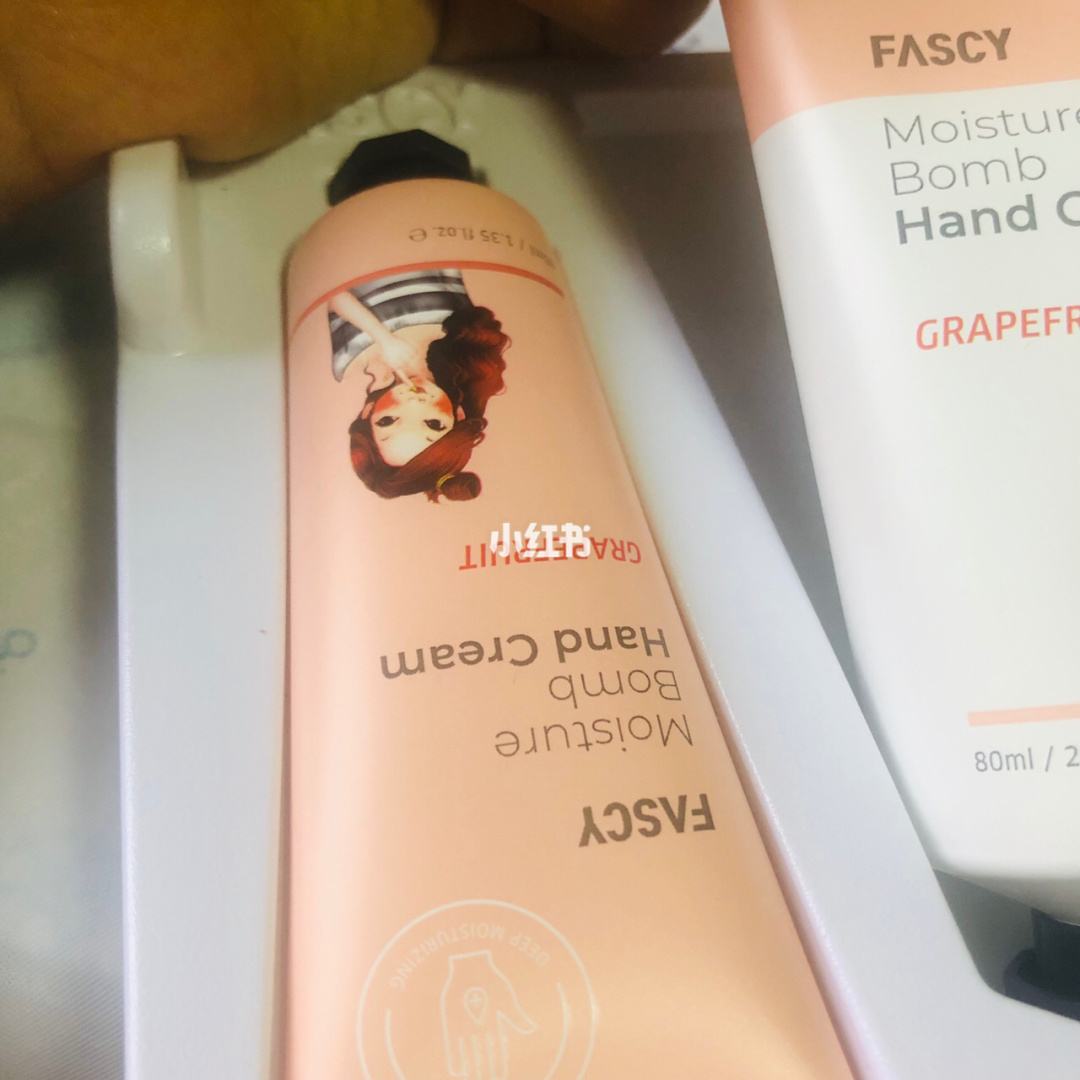 FASCY
Moisture
Bomb
Hand Cream
GRAPEFRUIT
1.35 fl.oz. e
DEEP MOISTURIZING
小红书
FASCY
Moisture
Bomb
Hand
80ml / 2